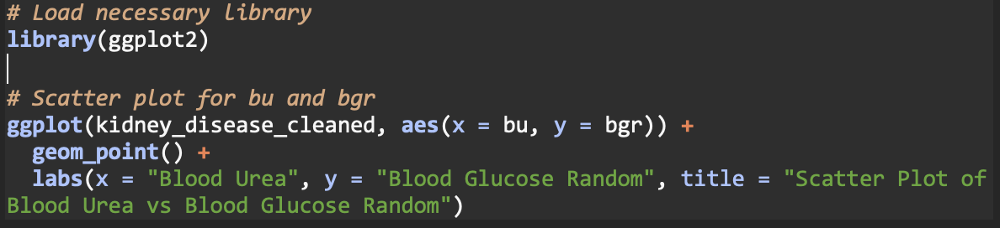 # Load necessary library
library(ggplot2)

# Scatter plot for bu and bgr
ggplot(kidney_disease_cleaned, aes(x = bu, y = bgr)) +
  geom_point() +
  labs(x = "Blood Urea", y = "Blood Glucose Random", title = "Scatter Plot of
Blood Urea vs Blood Glucose Random")